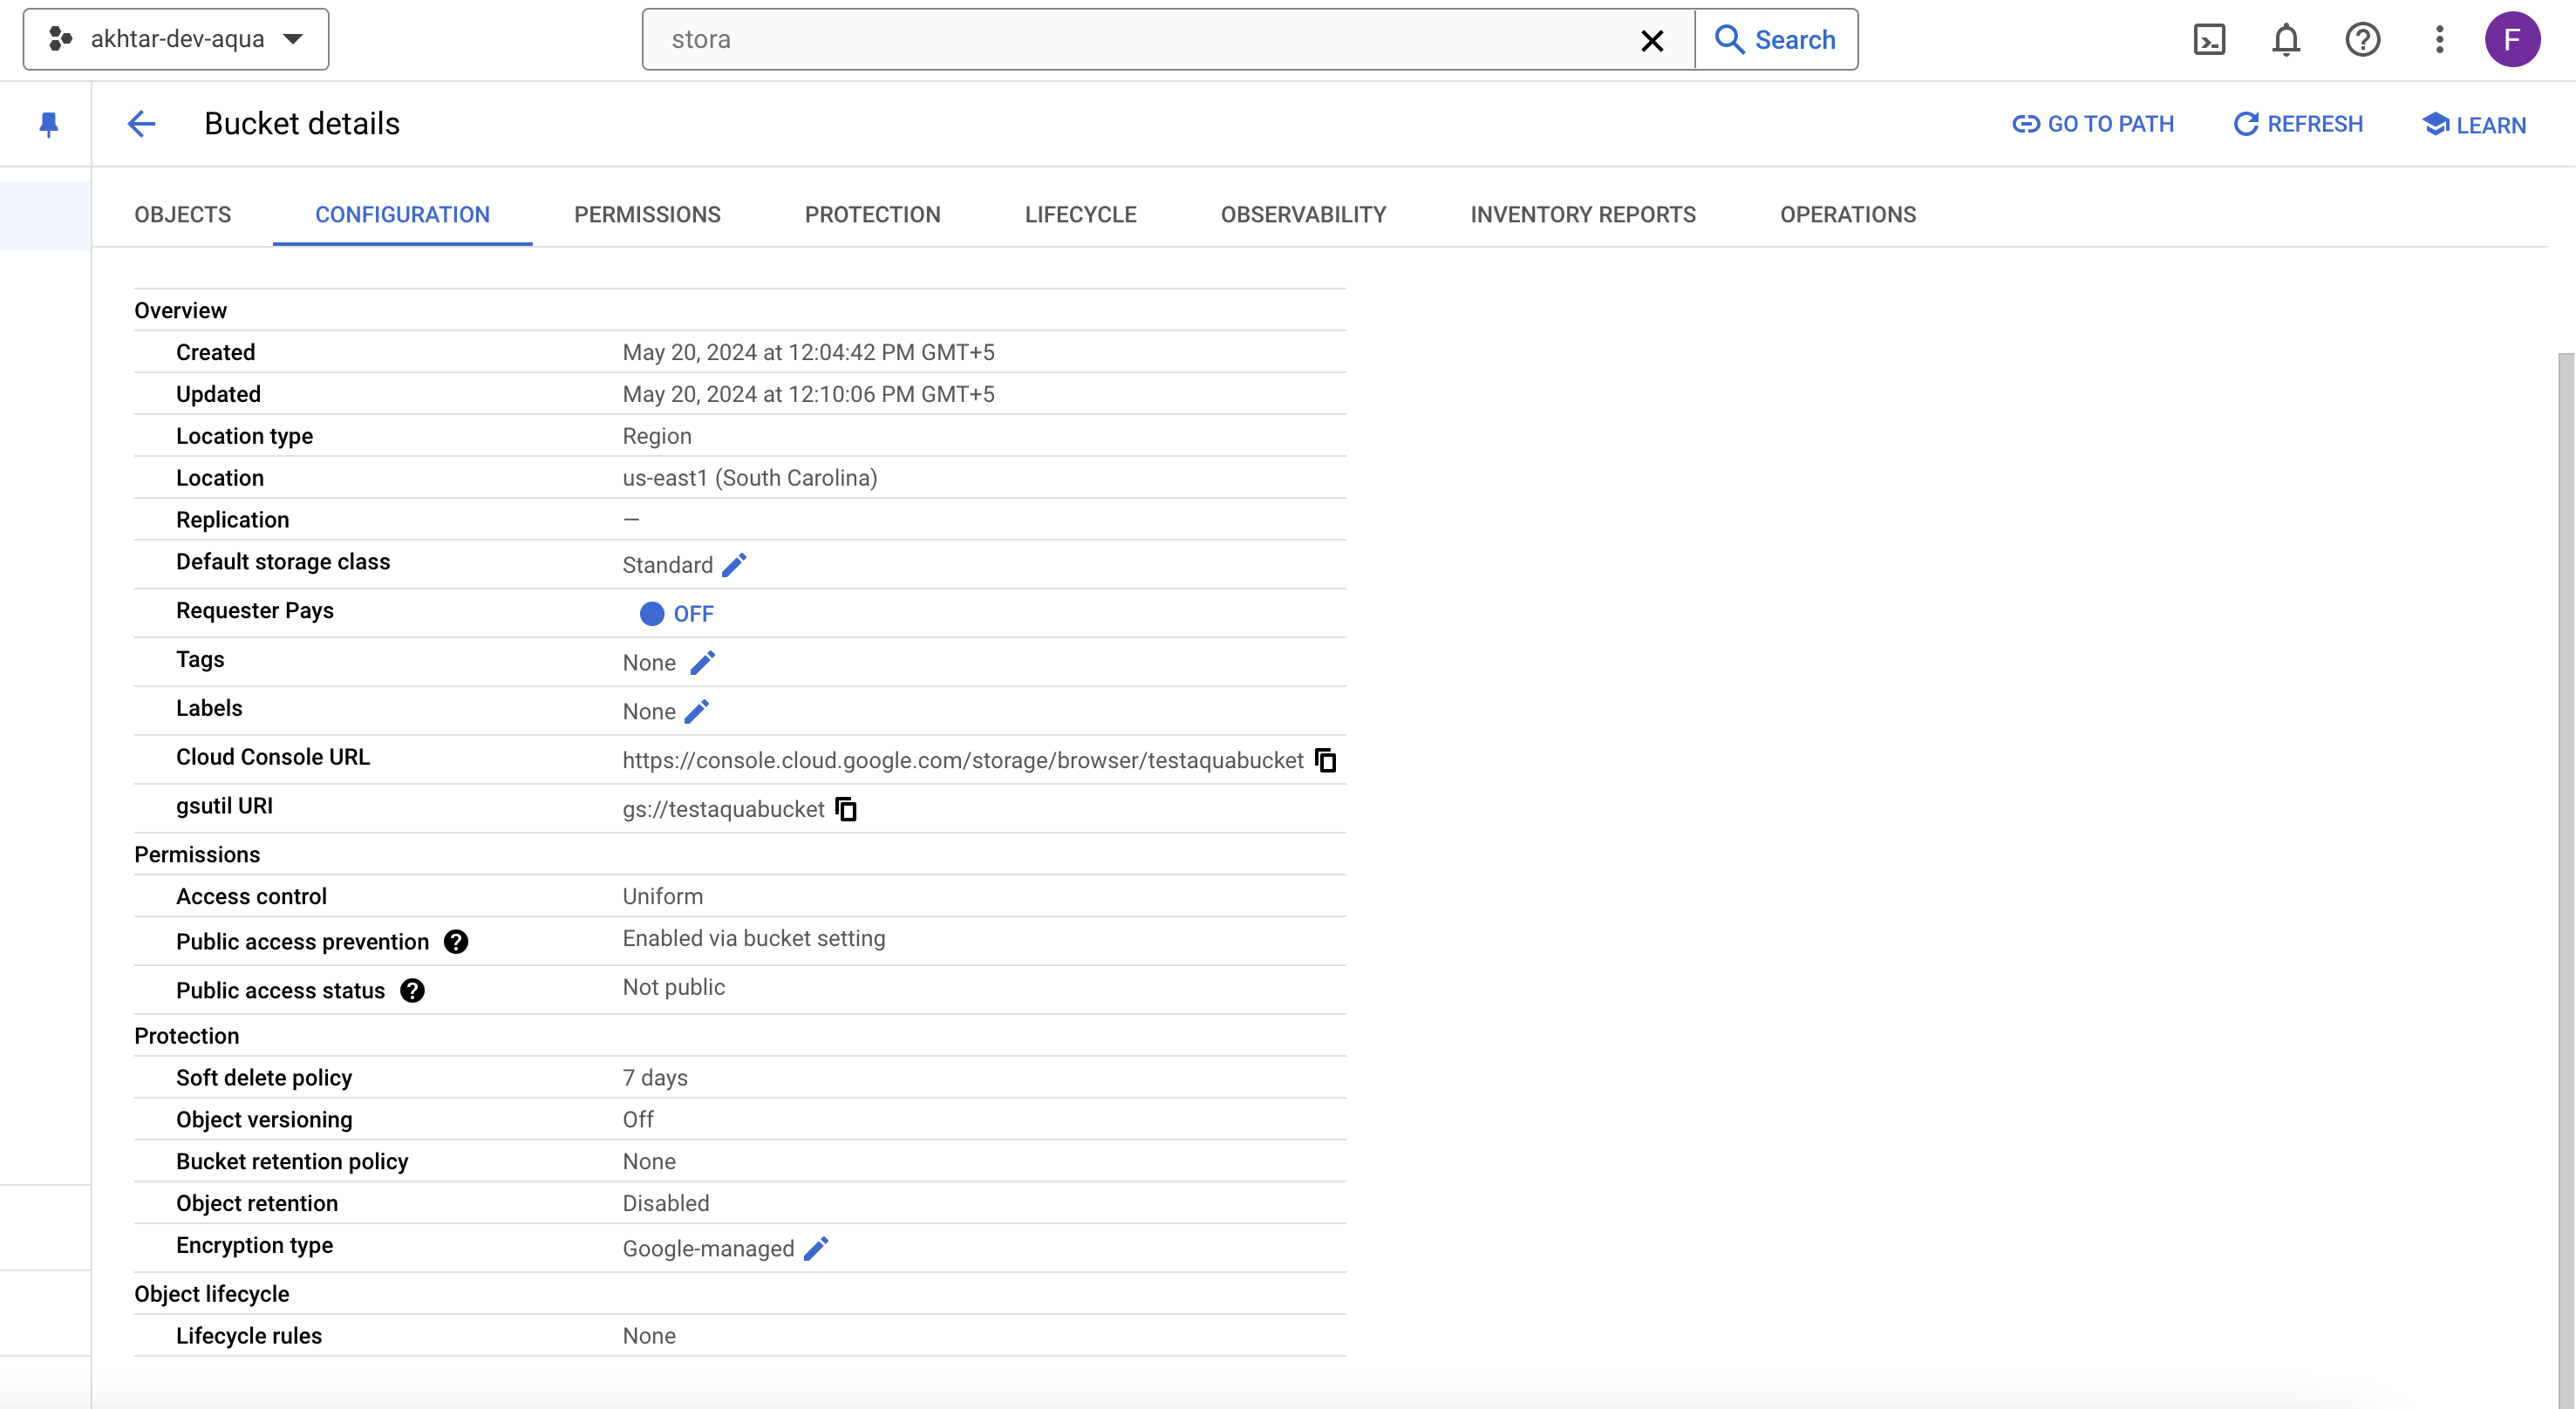 akhtar-dev-aqua
stora
Search
F
Bucket details
GO TO PATH
REFRESH
LEARN
OBJECTS
CONFIGURATION
PERMISSIONS
PROTECTION
LIFECYCLE
OBSERVABILITY
INVENTORY REPORTS
OPERATIONS
Overview
Created May 20, 2024 at 12:04:42 PM GMT+5
Updated May 20, 2024 at 12:10:06 PM GMT+5
Location type Region
Location us-east1 (South Carolina)
Replication —
Default storage class Standard
Requester Pays OFF
Tags None
Labels None
Cloud Console URL https://console.cloud.google.com/storage/browser/testaquabucket
gsutil URI gs://testaquabucket
Permissions
Access control Uniform
Public access prevention Enabled via bucket setting
Public access status Not public
Protection
Soft delete policy 7 days
Object versioning Off
Bucket retention policy None
Object retention Disabled
Encryption type Google-managed
Object lifecycle
Lifecycle rules None